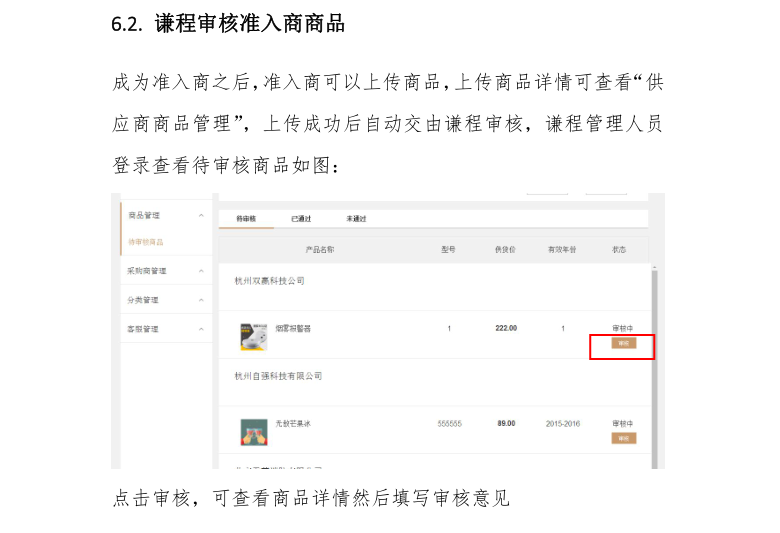 6.2. 谦程审核准入商商品
成为准入商之后，准入商可以上传商品，上传商品详情可查看“供
应商商品管理”，上传成功后自动交由谦程审核，谦程管理人员
登录查看待审核商品如图：
商品管理
待审核商品
采购商管理
分类管理
客服管理
待审核 已通过 未通过
产品名称 型号 供货价 有效年份 状态
杭州双赢科技公司
烟雾报警器 1 222.00 1 审核中
审核
杭州自强科技有限公司
无敌芒果冰 555555 89.00 2015-2016 审核中
审核
点击审核，可查看商品详情然后填写审核意见